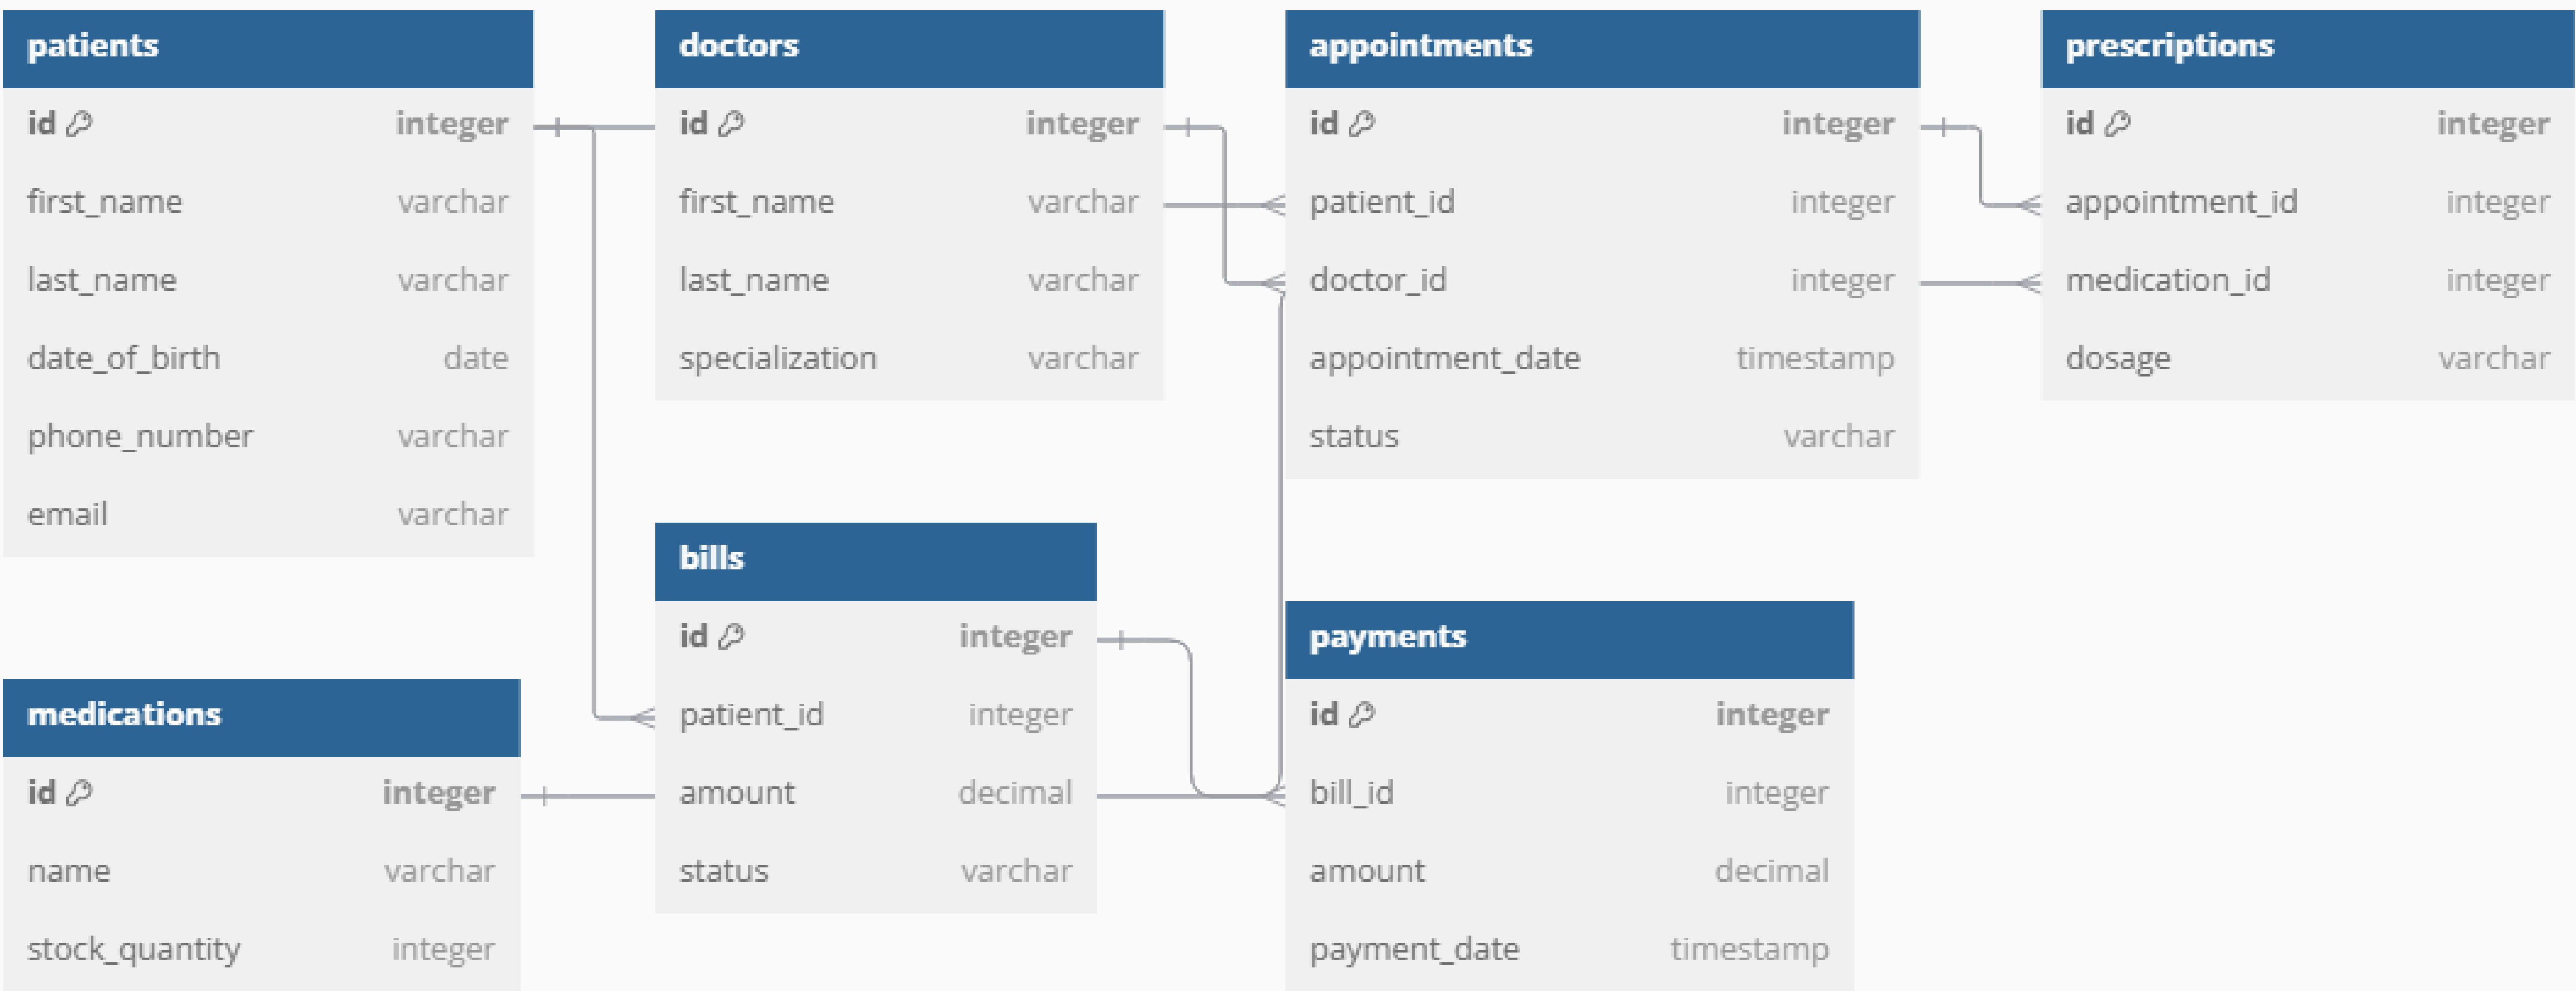 patients
id integer
first_name varchar
last_name varchar
date_of_birth date
phone_number varchar
email varchar
doctors
id integer
first_name varchar
last_name varchar
specialization varchar
appointments
id integer
patient_id integer
doctor_id integer
appointment_date timestamp
status varchar
prescriptions
id integer
appointment_id integer
medication_id integer
dosage varchar
medications
id integer
name varchar
stock_quantity integer
bills
id integer
patient_id integer
amount decimal
status varchar
payments
id integer
bill_id integer
amount decimal
payment_date timestamp